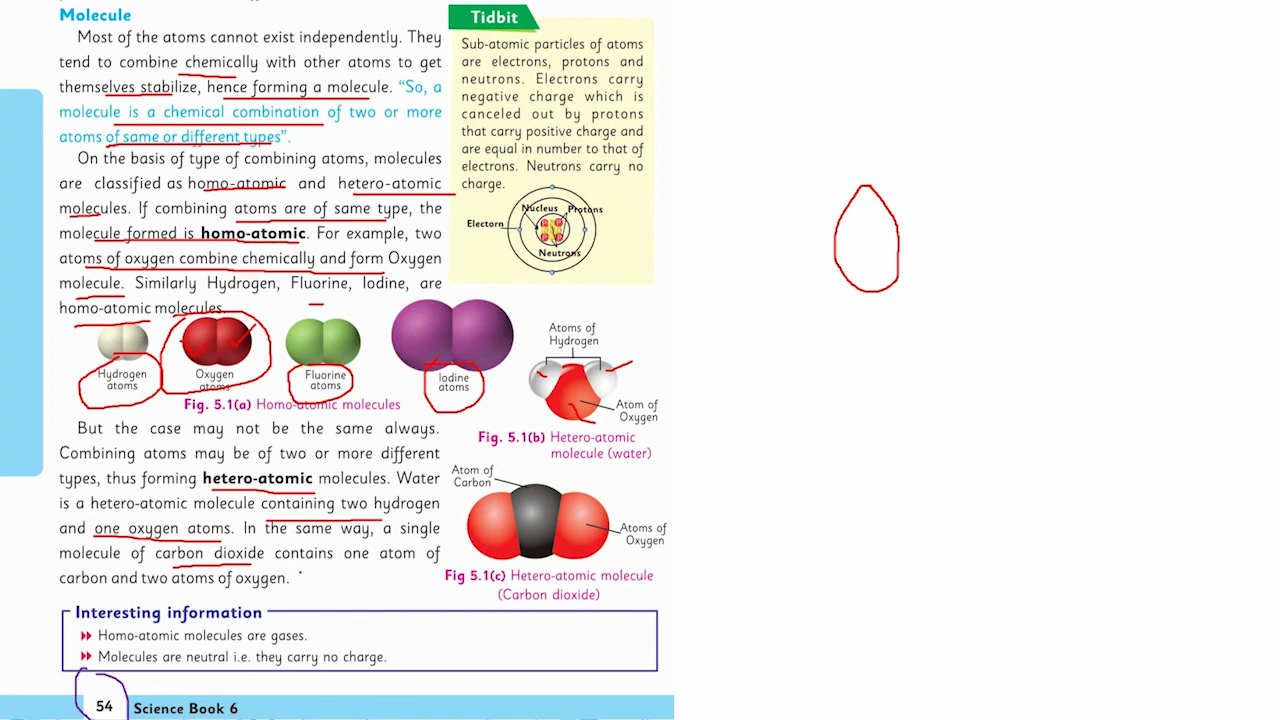 Molecule
Most of the atoms cannot exist independently. They
tend to combine chemically with other atoms to get
themselves stabilize, hence forming a molecule. “So, a
molecule is a chemical combination of two or more
atoms of same or different types”.
On the basis of type of combining atoms, molecules
are classified as homo-atomic and hetero-atomic
molecules. If combining atoms are of same type, the
molecule formed is homo-atomic. For example, two
atoms of oxygen combine chemically and form Oxygen
molecule. Similarly Hydrogen, Fluorine, Iodine, are
homo-atomic molecules.
Tidbit
Sub-atomic particles of atoms
are electrons, protons and
neutrons. Electrons carry
negative charge which is
canceled out by protons
that carry positive charge and
are equal in number to that of
electrons. Neutrons carry no
charge.
Nucleus
Protons
Electorn
P P
P P
Neutrons
Hydrogen
atoms
Oxygen
atoms
Fluorine
atoms
Iodine
atoms
Fig. 5.1(a) Homo-atomic molecules
Atoms of
Hydrogen
Atom of
Oxygen
Fig. 5.1(b) Hetero-atomic
molecule (water)
But the case may not be the same always.
Combining atoms may be of two or more different
types, thus forming hetero-atomic molecules. Water
is a hetero-atomic molecule containing two hydrogen
and one oxygen atoms. In the same way, a single
molecule of carbon dioxide contains one atom of
carbon and two atoms of oxygen.
Atom of
Carbon
Atoms of
Oxygen
Fig 5.1(c) Hetero-atomic molecule
(Carbon dioxide)
Interesting information
Homo-atomic molecules are gases.
Molecules are neutral i.e. they carry no charge.
54 Science Book 6